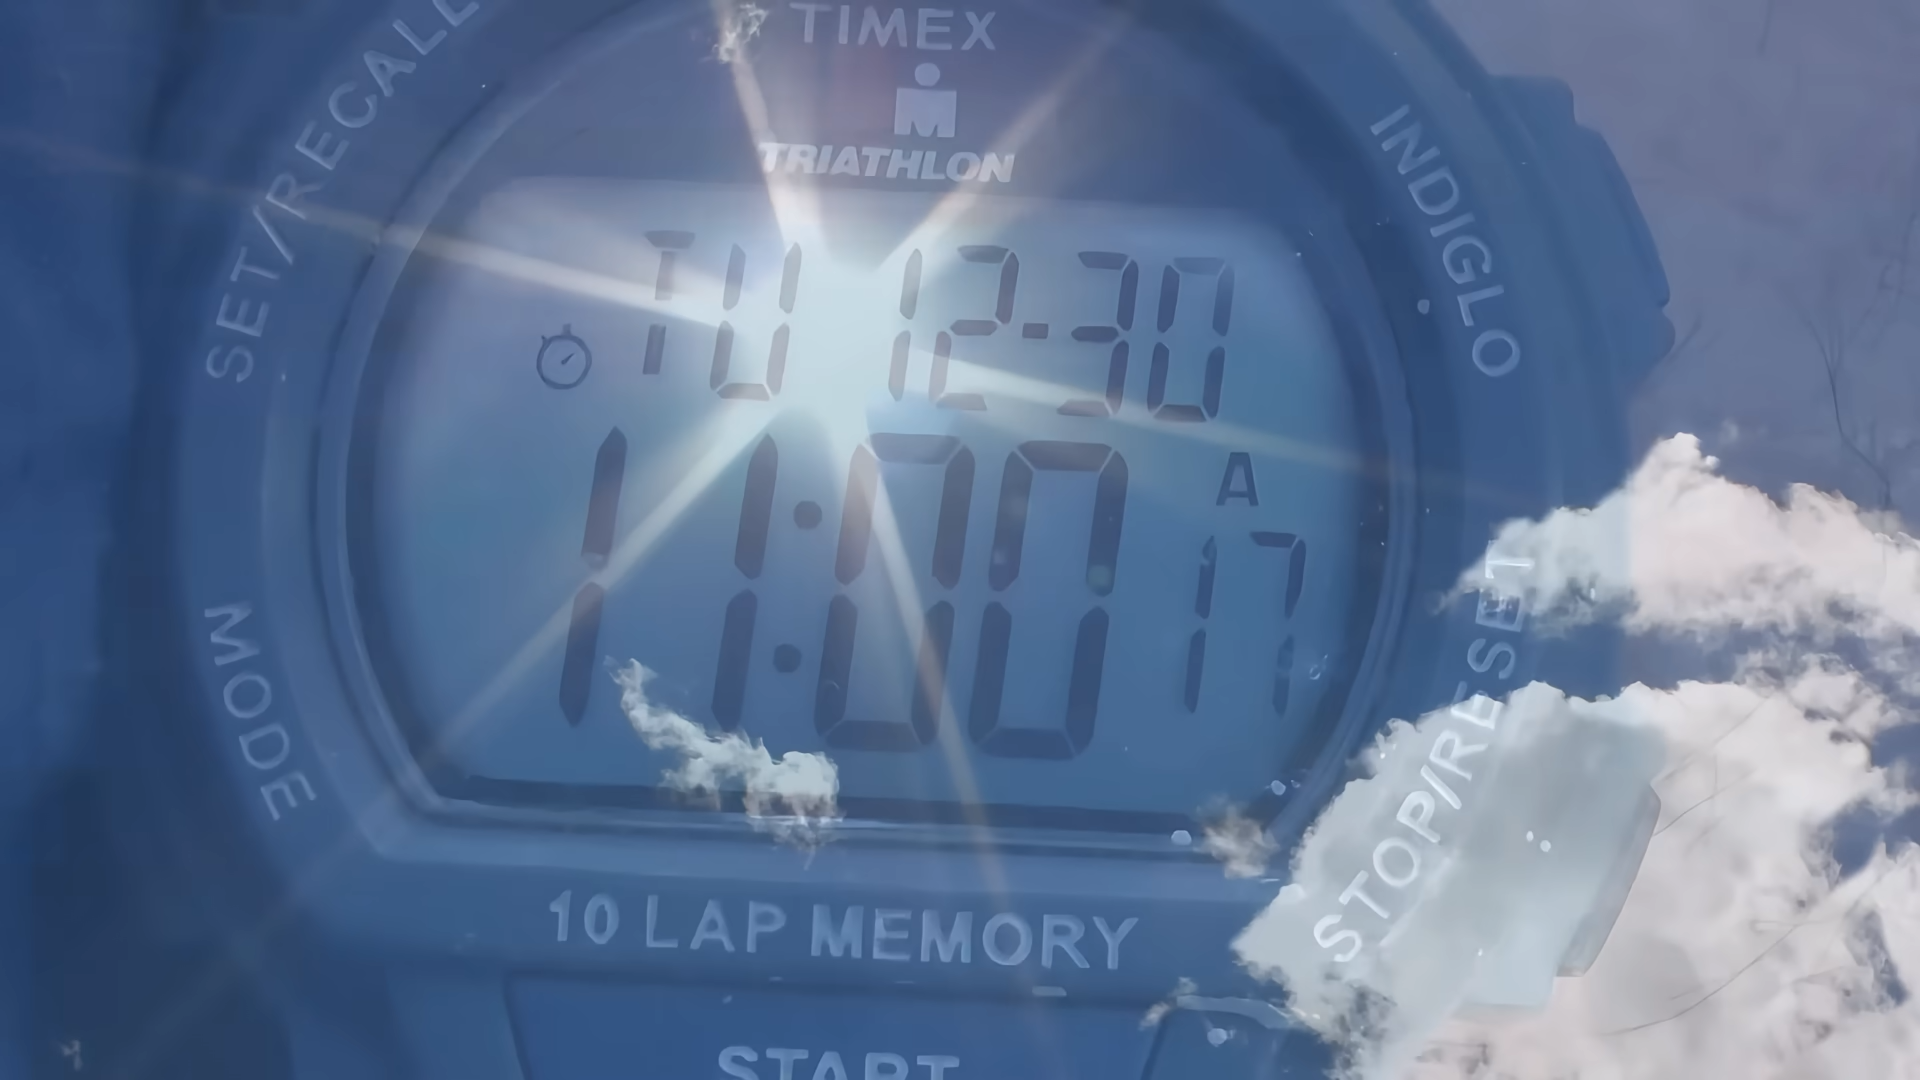 TIMEX
TRIATHLON
SET/RECALL
INDIGLO
TU 12-30
11:00 A 17
MODE
STOP/RESET
10 LAP MEMORY
START